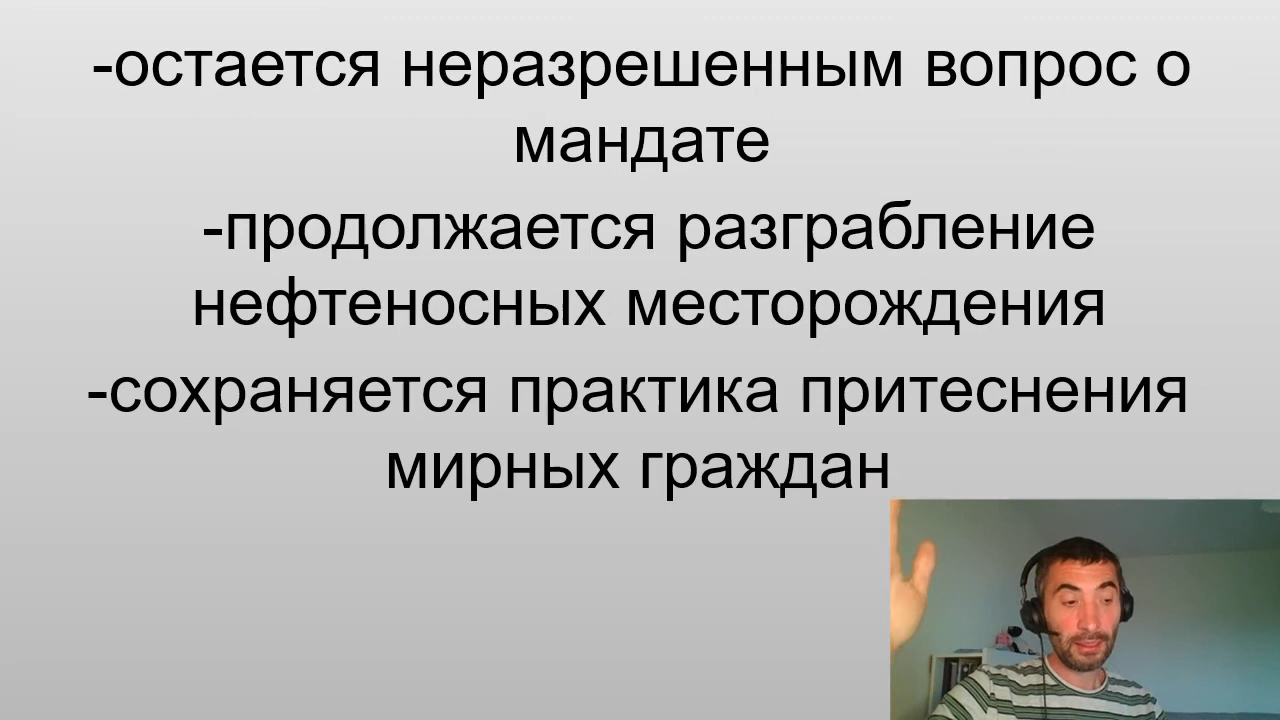 -остается неразрешенным вопрос о
мандате
-продолжается разграбление
нефтеносных месторождения
-сохраняется практика притеснения
мирных граждан